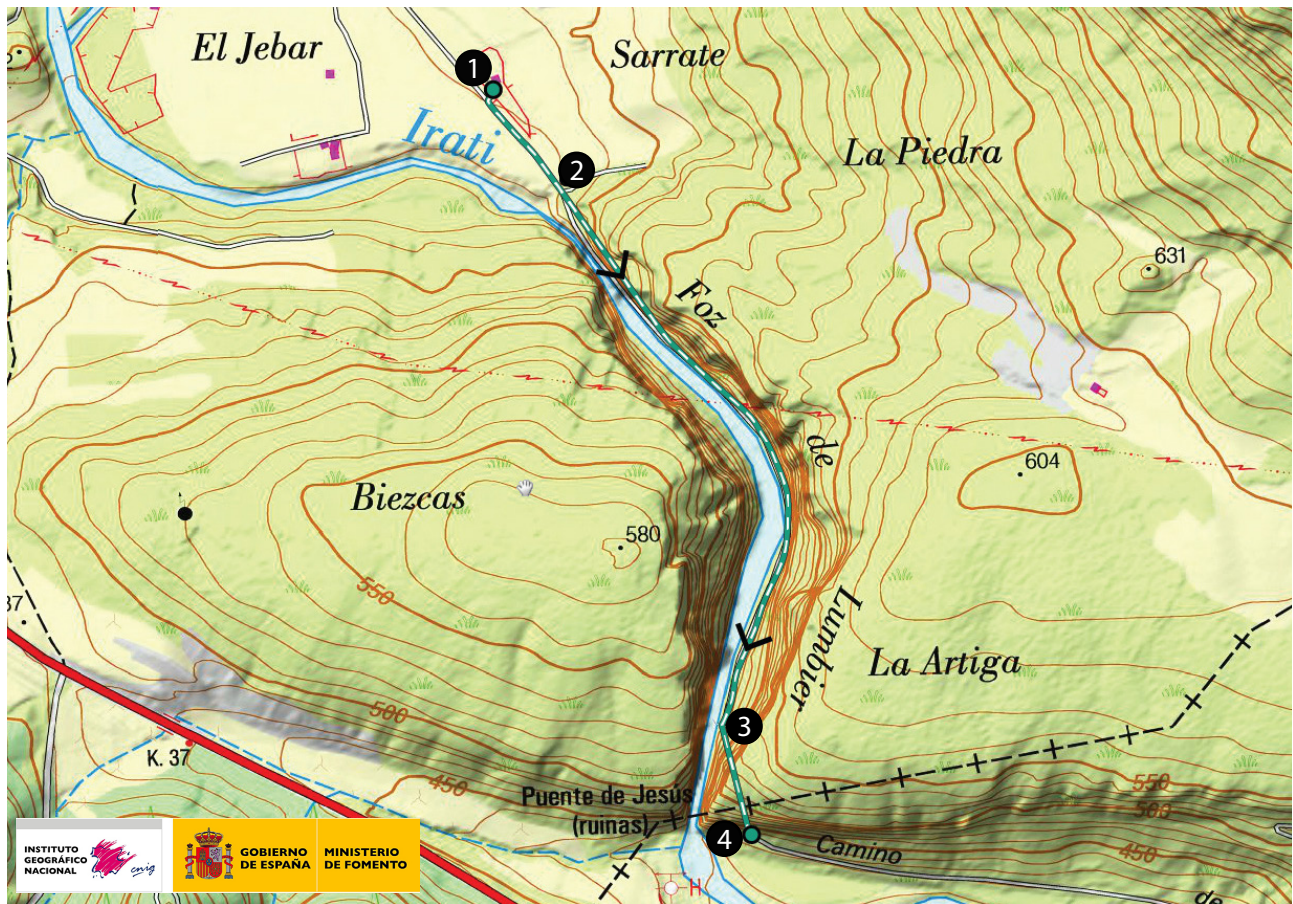 El Jebar
Sarrate
1
Irati
2
La Piedra
631
Foz
de
604
Biezcas
580
550
37
Lumbier
La Artiga
500
3
K. 37
450
550
500
Puente de Jesús
(ruinas)
4
Camino
450
de
H
INSTITUTO
GEOGRÁFICO
NACIONAL
cnig
GOBIERNO
DE ESPAÑA
MINISTERIO
DE FOMENTO